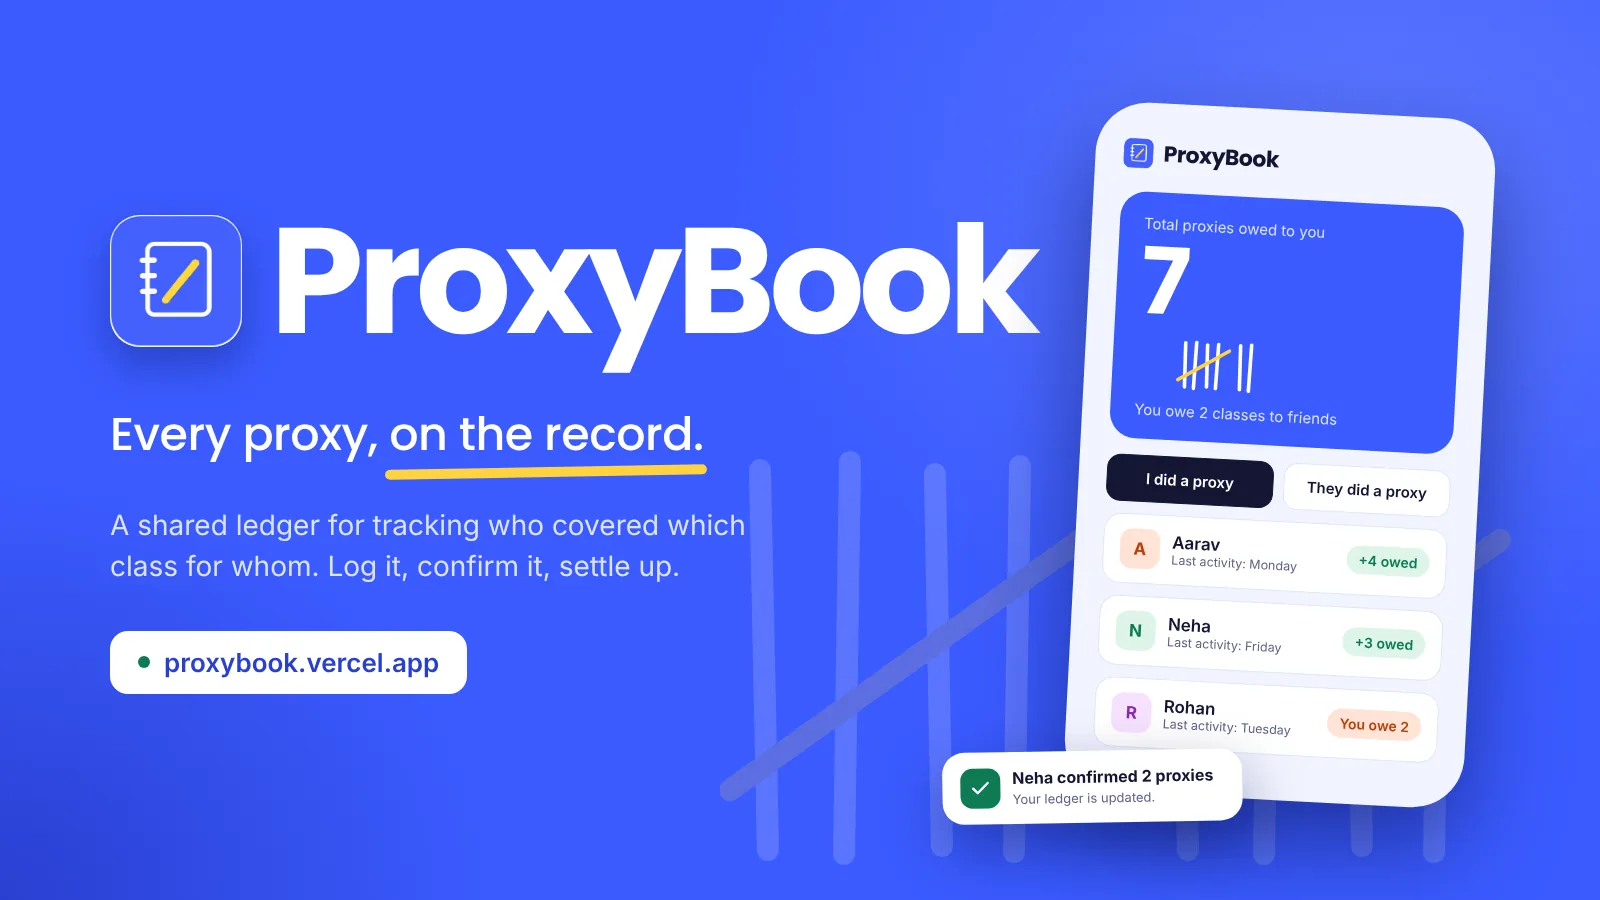 ProxyBook
Every proxy, on the record.
A shared ledger for tracking who covered which
class for whom. Log it, confirm it, settle up.
proxybook.vercel.app
ProxyBook
Total proxies owed to you
7
You owe 2 classes to friends
I did a proxy
They did a proxy
A
Aarav
Last activity: Monday
+4 owed
N
Neha
Last activity: Friday
+3 owed
R
Rohan
Last activity: Tuesday
You owe 2
Neha confirmed 2 proxies
Your ledger is updated.